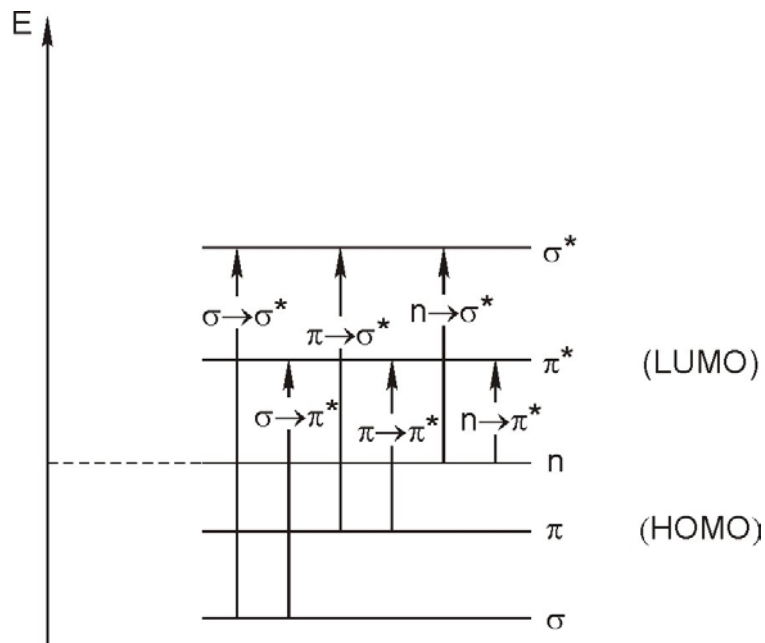 E
σ*
σ→σ*
π→σ*
n→σ*
π* (LUMO)
σ→π*
π→π*
n→π*
n
π (HOMO)
σ